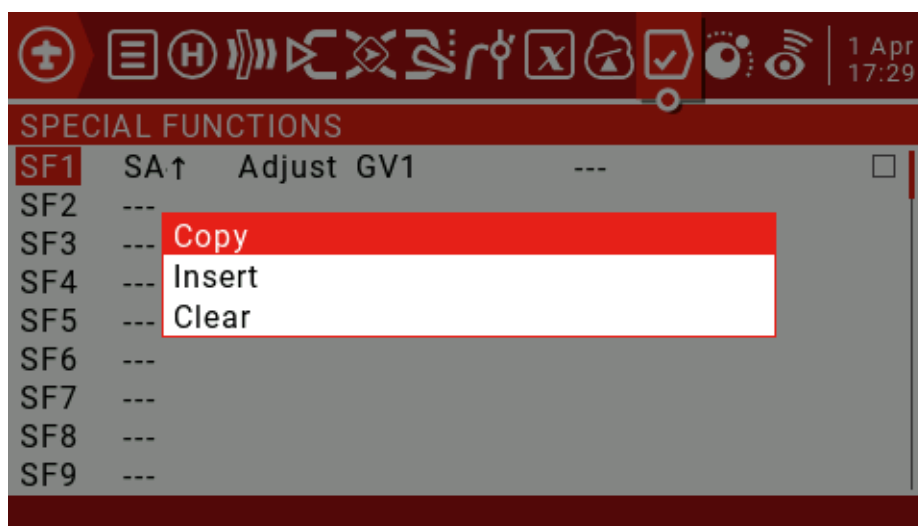 1 Apr
17:29
SPECIAL FUNCTIONS
SF1 SA↑ Adjust GV1 ---
SF2 ---
SF3 ---
SF4 ---
SF5 ---
SF6 ---
SF7 ---
SF8 ---
SF9 ---
Copy
Insert
Clear